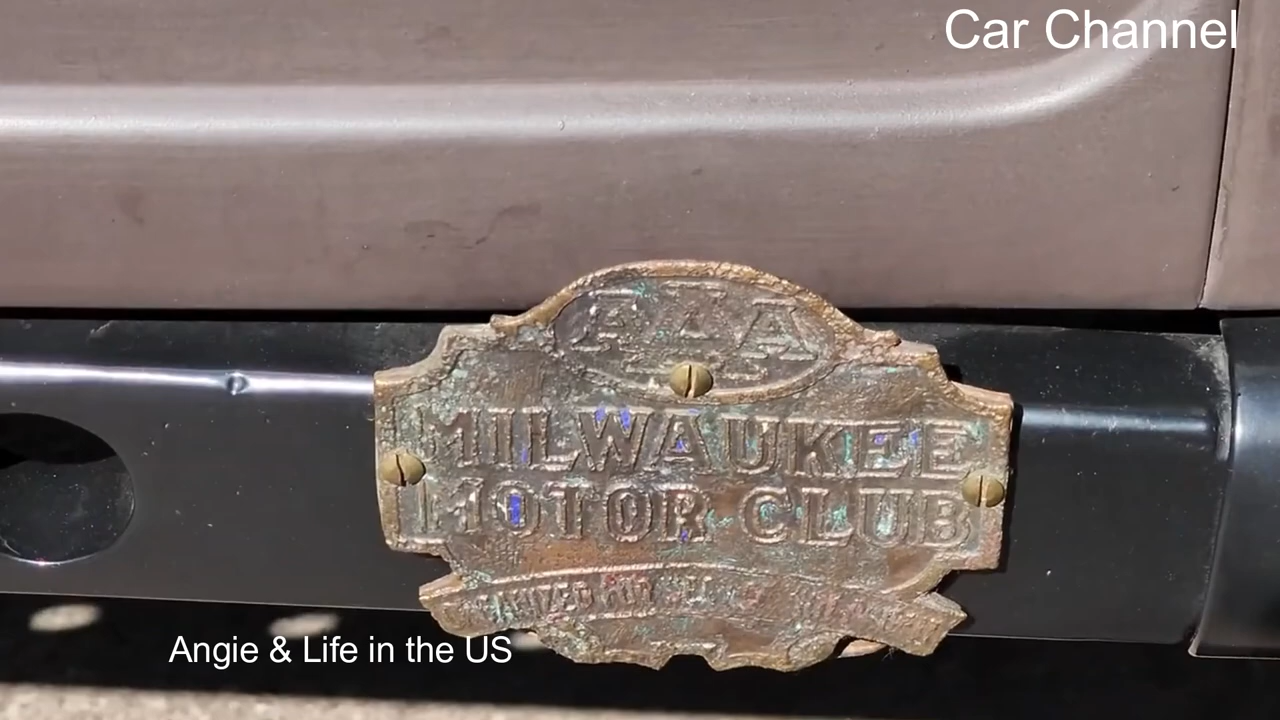 Car Channel
AAA
MILWAUKEE
MOTOR CLUB
Angie & Life in the US